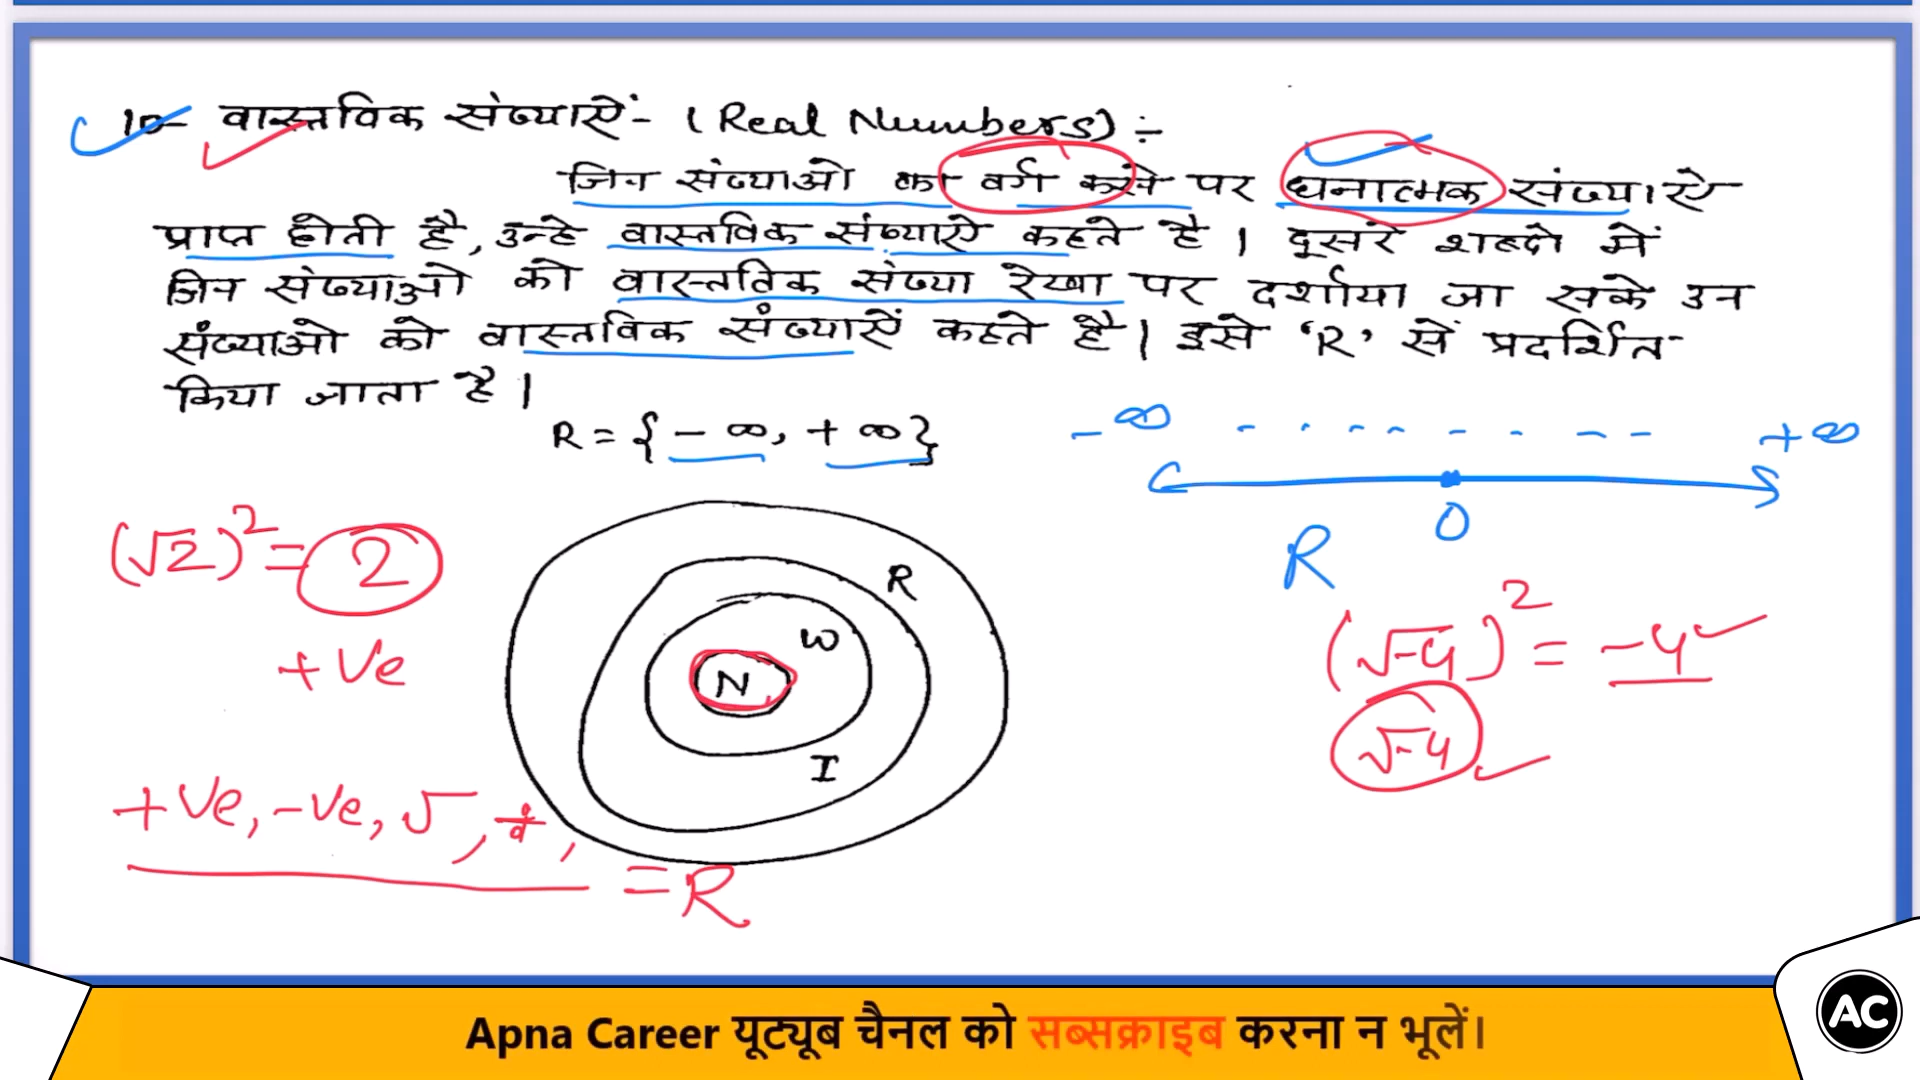 10- वास्तविक संख्याऐं- (Real Numbers) ÷
जिन संख्याओ का वर्ग करने पर धनात्मक संख्याऐ
प्राप्त होती है, उन्हे वास्तविक संख्याऐ कहते है। दूसरे शब्दो में
जिन संख्याओ को वास्तविक संख्या रेखा पर दर्शाया जा सके उन
संख्याओ को वास्तविक संख्याऐं कहते है। इसे 'R' से प्रदर्शित
किया जाता है।
R = {- ∞, + ∞}
- ∞ - - - - - - - - + ∞
0
R
(√2)² = 2
+ve
R
W
N
I
(√-4)² = -4
√-4
+ve, -ve, √ ,
= R
Apna Career यूट्यूब चैनल को सब्सक्राइब करना न भूलें।
AC